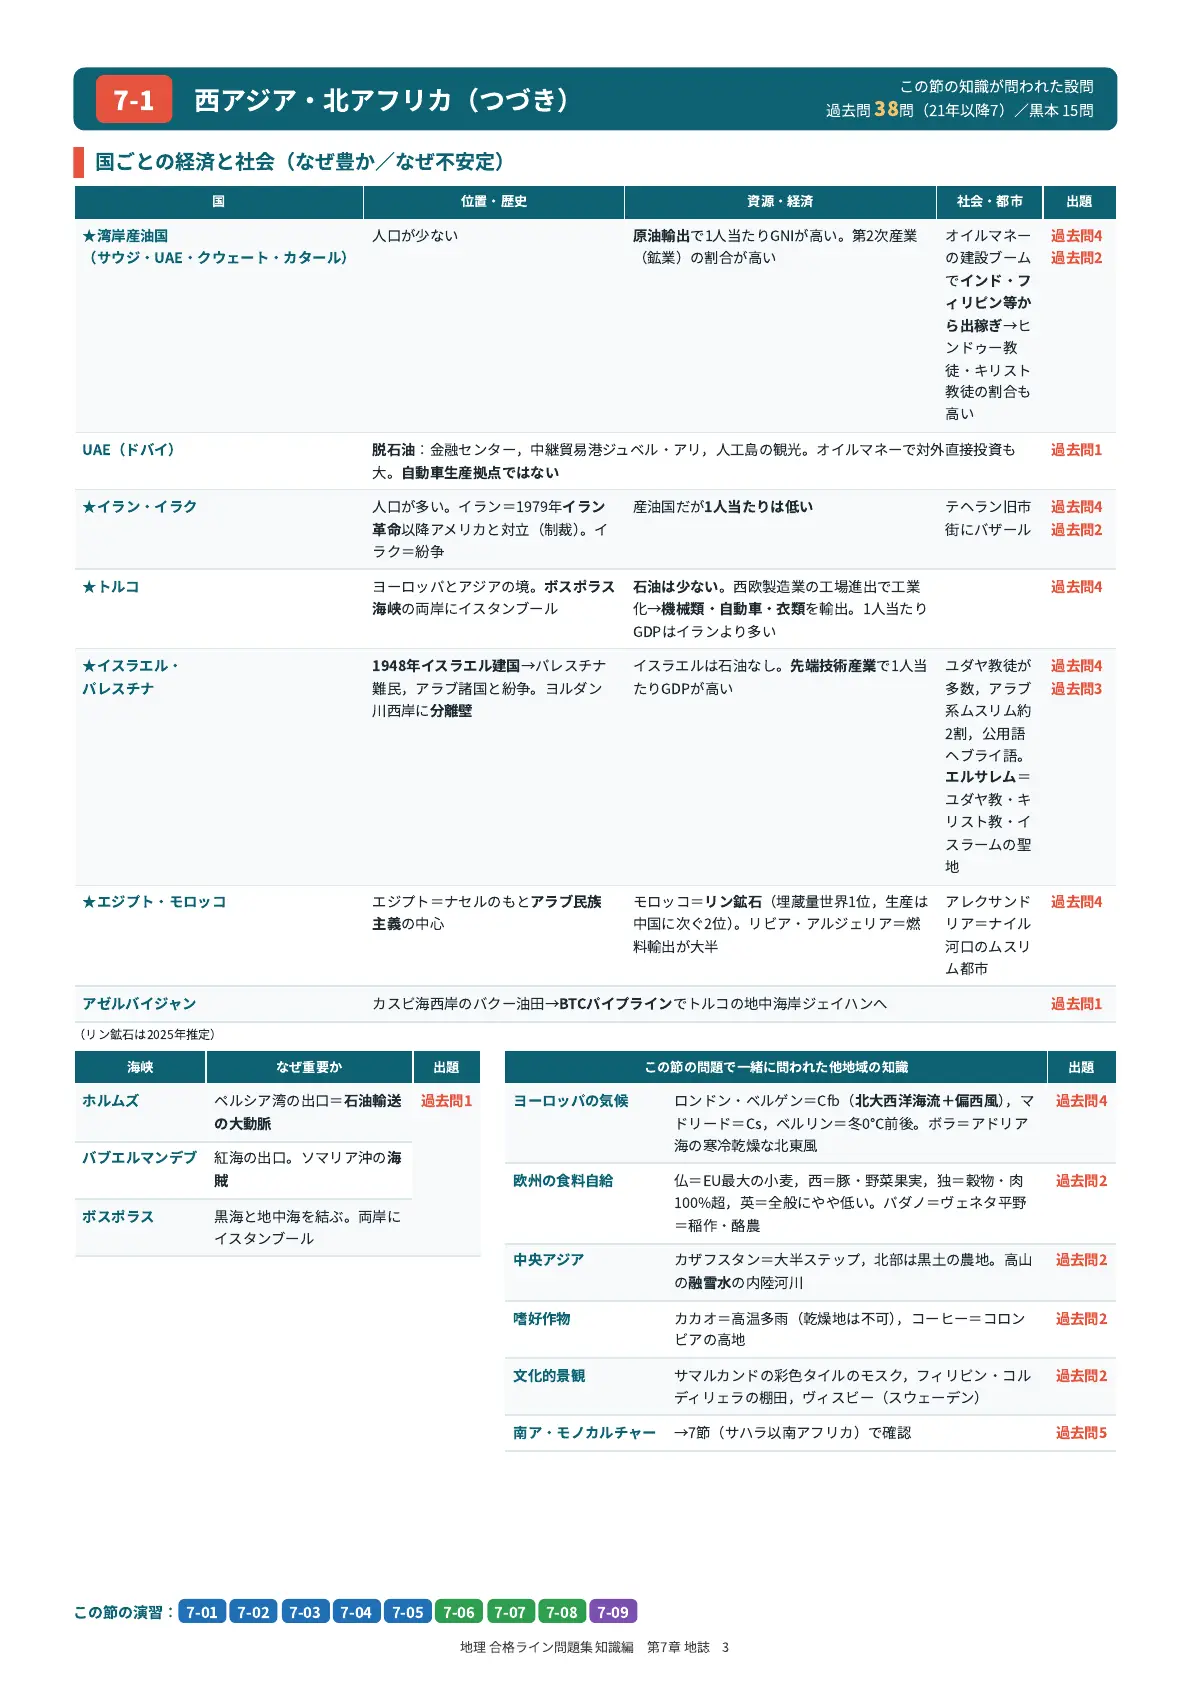 7-1 西アジア・北アフリカ（つづき）
この節の知識が問われた設問
過去問 38問（21年以降7）／黒本 15問
国ごとの経済と社会（なぜ豊か／なぜ不安定）
国 位置・歴史 資源・経済 社会・都市 出題
★湾岸産油国
（サウジ・UAE・クウェート・カタール）
人口が少ない
原油輸出で1人当たりGNIが高い。第2次産業
（鉱業）の割合が高い
オイルマネー
の建設ブーム
でインド・フ
ィリピン等か
ら出稼ぎ→ヒ
ンドゥー教
徒・キリスト
教徒の割合も
高い
過去問4
過去問2
UAE（ドバイ）
脱石油：金融センター，中継貿易港ジュベル・アリ，人工島の観光。オイルマネーで対外直接投資も
大。自動車生産拠点ではない
過去問1
★イラン・イラク
人口が多い。イラン＝1979年イラン
革命以降アメリカと対立（制裁）。イ
ラク＝紛争
産油国だが1人当たりは低い
テヘラン旧市
街にバザール
過去問4
過去問2
★トルコ
ヨーロッパとアジアの境。ボスポラス
海峡の両岸にイスタンブール
石油は少ない。西欧製造業の工場進出で工業
化→機械類・自動車・衣類を輸出。1人当たり
GDPはイランより多い
過去問4
★イスラエル・
パレスチナ
1948年イスラエル建国→パレスチナ
難民，アラブ諸国と紛争。ヨルダン
川西岸に分離壁
イスラエルは石油なし。先端技術産業で1人当
たりGDPが高い
ユダヤ教徒が
多数，アラブ
系ムスリム約
2割，公用語
ヘブライ語。
エルサレム＝
ユダヤ教・キ
リスト教・イ
スラームの聖
地
過去問4
過去問3
★エジプト・モロッコ
エジプト＝ナセルのもとアラブ民族
主義の中心
モロッコ＝リン鉱石（埋蔵量世界1位，生産は
中国に次ぐ2位）。リビア・アルジェリア＝燃
料輸出が大半
アレクサンド
リア＝ナイル
河口のムスリ
ム都市
過去問4
アゼルバイジャン
カスピ海西岸のバクー油田→BTCパイプラインでトルコの地中海岸ジェイハンへ
過去問1
（リン鉱石は2025年推定）
海峡 なぜ重要か 出題
ホルムズ
ペルシア湾の出口＝石油輸送
の大動脈
過去問1
バブエルマンデブ
紅海の出口。ソマリア沖の海
賊
ボスポラス
黒海と地中海を結ぶ。両岸に
イスタンブール
この節の問題で一緒に問われた他地域の知識 出題
ヨーロッパの気候
ロンドン・ベルゲン＝Cfb（北大西洋海流＋偏西風），マ
ドリード＝Cs，ベルリン＝冬0℃前後。ボラ＝アドリア
海の寒冷乾燥な北東風
過去問4
欧州の食料自給
仏＝EU最大の小麦，西＝豚・野菜果実，独＝穀物・肉
100%超，英＝全般にやや低い。パダノ＝ヴェネタ平野
＝稲作・酪農
過去問2
中央アジア
カザフスタン＝大半ステップ，北部は黒土の農地。高山
の融雪水の内陸河川
過去問2
嗜好作物
カカオ＝高温多雨（乾燥地は不可），コーヒー＝コロン
ビアの高地
過去問2
文化的景観
サマルカンドの彩色タイルのモスク，フィリピン・コル
ディリェラの棚田，ヴィスビー（スウェーデン）
過去問2
南ア・モノカルチャー
→7節（サハラ以南アフリカ）で確認
過去問5
この節の演習： 7-01 7-02 7-03 7-04 7-05 7-06 7-07 7-08 7-09
地理 合格ライン問題集 知識編 第7章 地誌 3